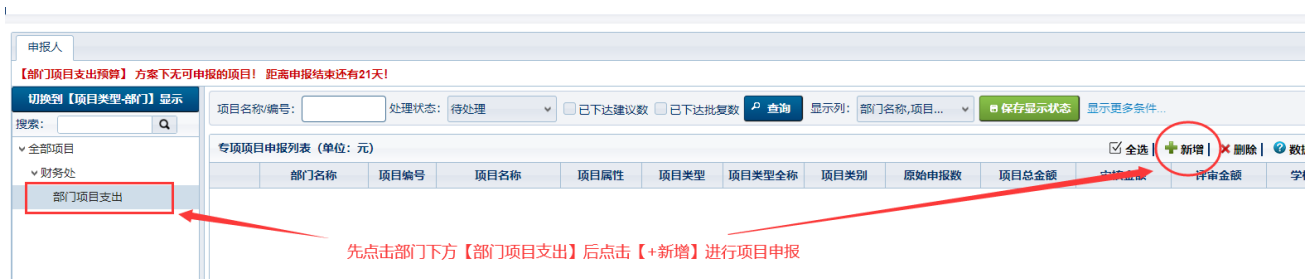 申报人
【部门项目支出预算】 方案下无可申报的项目! 距离申报结束还有21天!
切换到【项目类型-部门】显示
搜索:
全部项目
财务处
部门项目支出
项目名称/编号: 处理状态: 待处理 已下达建议数 已下达批复数 查询 显示列: 部门名称,项目... 保存显示状态 显示更多条件...
专项项目申报列表 (单位: 元) 全选 | 新增 | 删除 |
部门名称 项目编号 项目名称 项目属性 项目类型 项目类型全称 项目类别 原始申报数 项目总金额 审核金额 评审金额
先点击部门下方【部门项目支出】后点击【+新增】进行项目申报